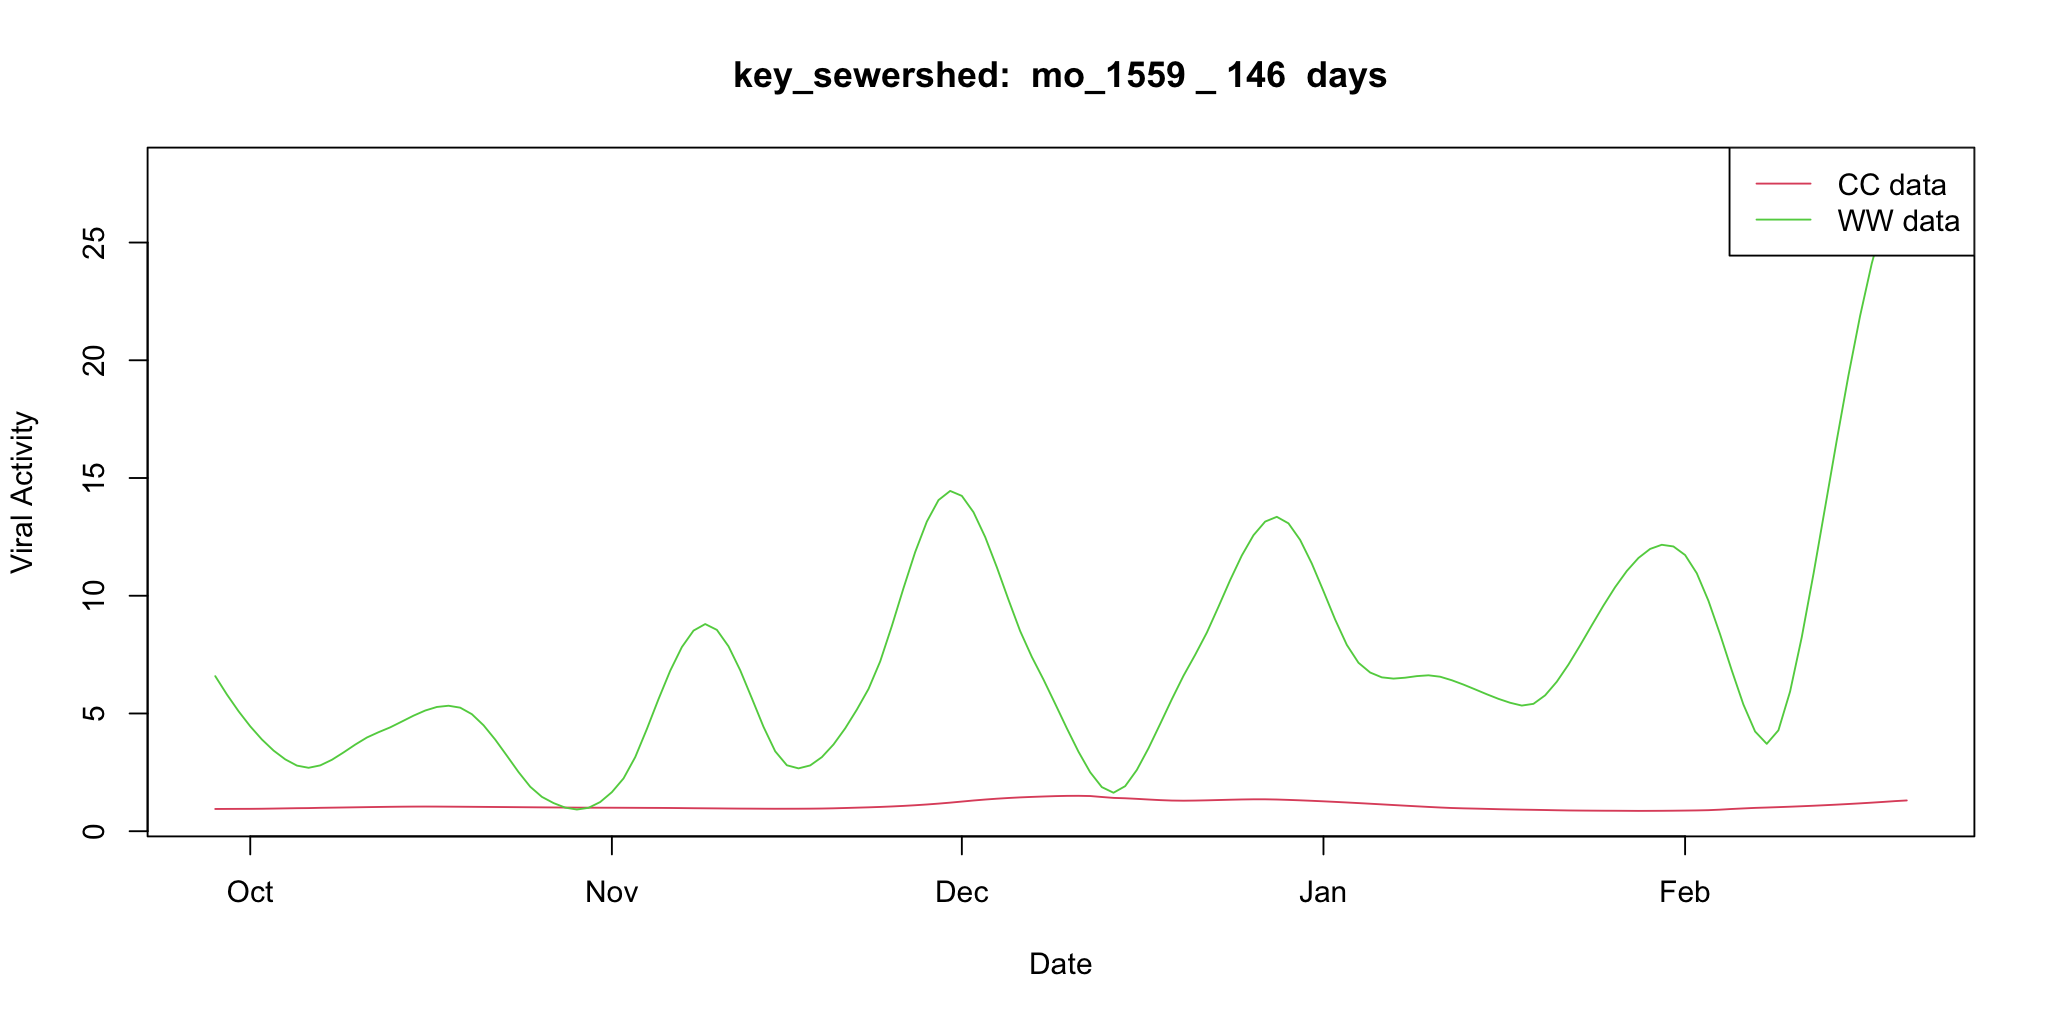 key_sewershed: mo_1559 _ 146 days
CC data
WW data
Viral Activity
25
20
15
10
5
0
Oct Nov Dec Jan Feb
Date